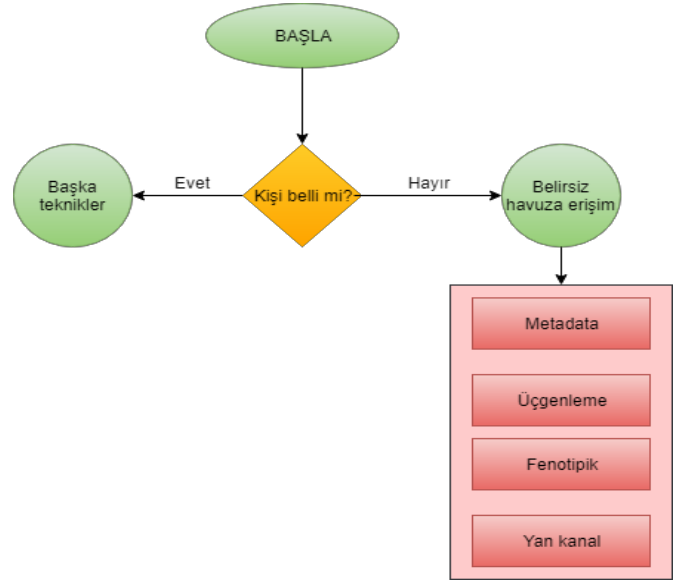 BAŞLA
Evet
Kişi belli mi?
Hayır
Başka
teknikler
Belirsiz
havuza erişim
Metadata
Üçgenleme
Fenotipik
Yan kanal